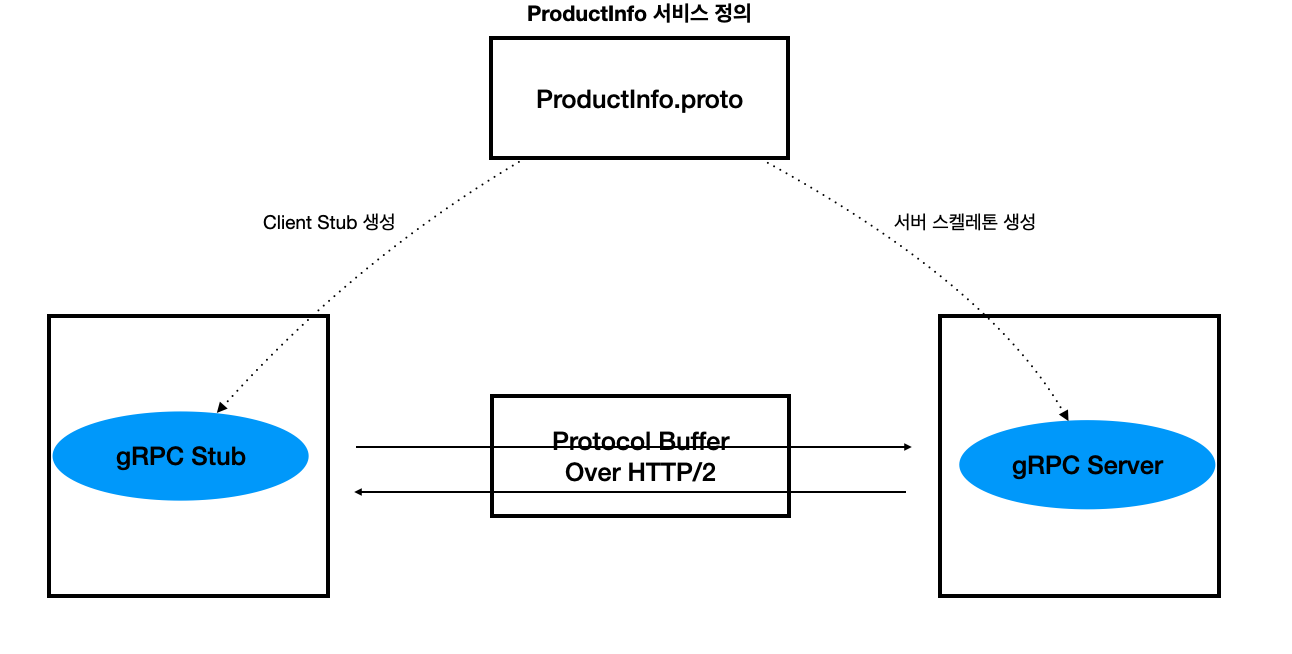 ProductInfo 서비스 정의
ProductInfo.proto
Client Stub 생성
서버 스켈레톤 생성
gRPC Stub
Protocol Buffer
Over HTTP/2
gRPC Server